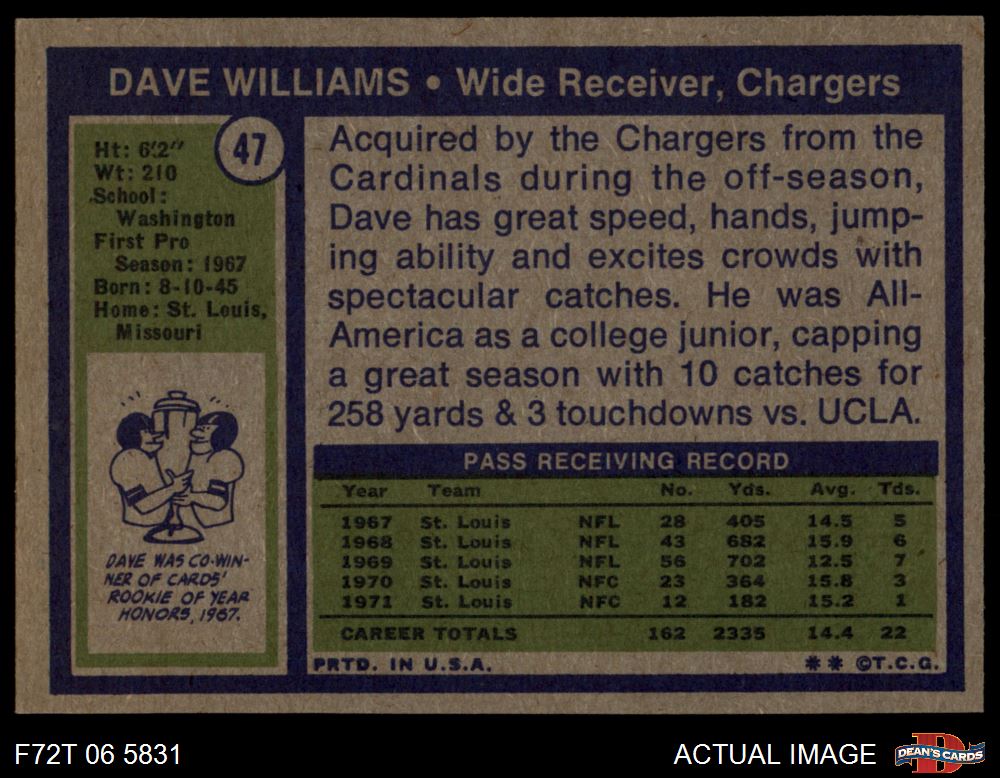 DAVE WILLIAMS • Wide Receiver, Chargers
47
Ht: 6'2"
Wt: 210
School:
Washington
First Pro
Season: 1967
Born: 8-10-45
Home: St. Louis,
Missouri
DAVE WAS CO-WIN-
NER OF CARDS'
ROOKIE OF YEAR
HONORS, 1967.
Acquired by the Chargers from the
Cardinals during the off-season,
Dave has great speed, hands, jump-
ing ability and excites crowds with
spectacular catches. He was All-
America as a college junior, capping
a great season with 10 catches for
258 yards & 3 touchdowns vs. UCLA.
PASS RECEIVING RECORD
Year Team No. Yds. Avg. Tds.
1967 St. Louis NFL 28 405 14.5 5
1968 St. Louis NFL 43 682 15.9 6
1969 St. Louis NFL 56 702 12.5 7
1970 St. Louis NFC 23 364 15.8 3
1971 St. Louis NFC 12 182 15.2 1
CAREER TOTALS 162 2335 14.4 22
PRTD. IN U.S.A. ** ©T.C.G.
F72T 06 5831 ACTUAL IMAGE D DEAN'S CARDS